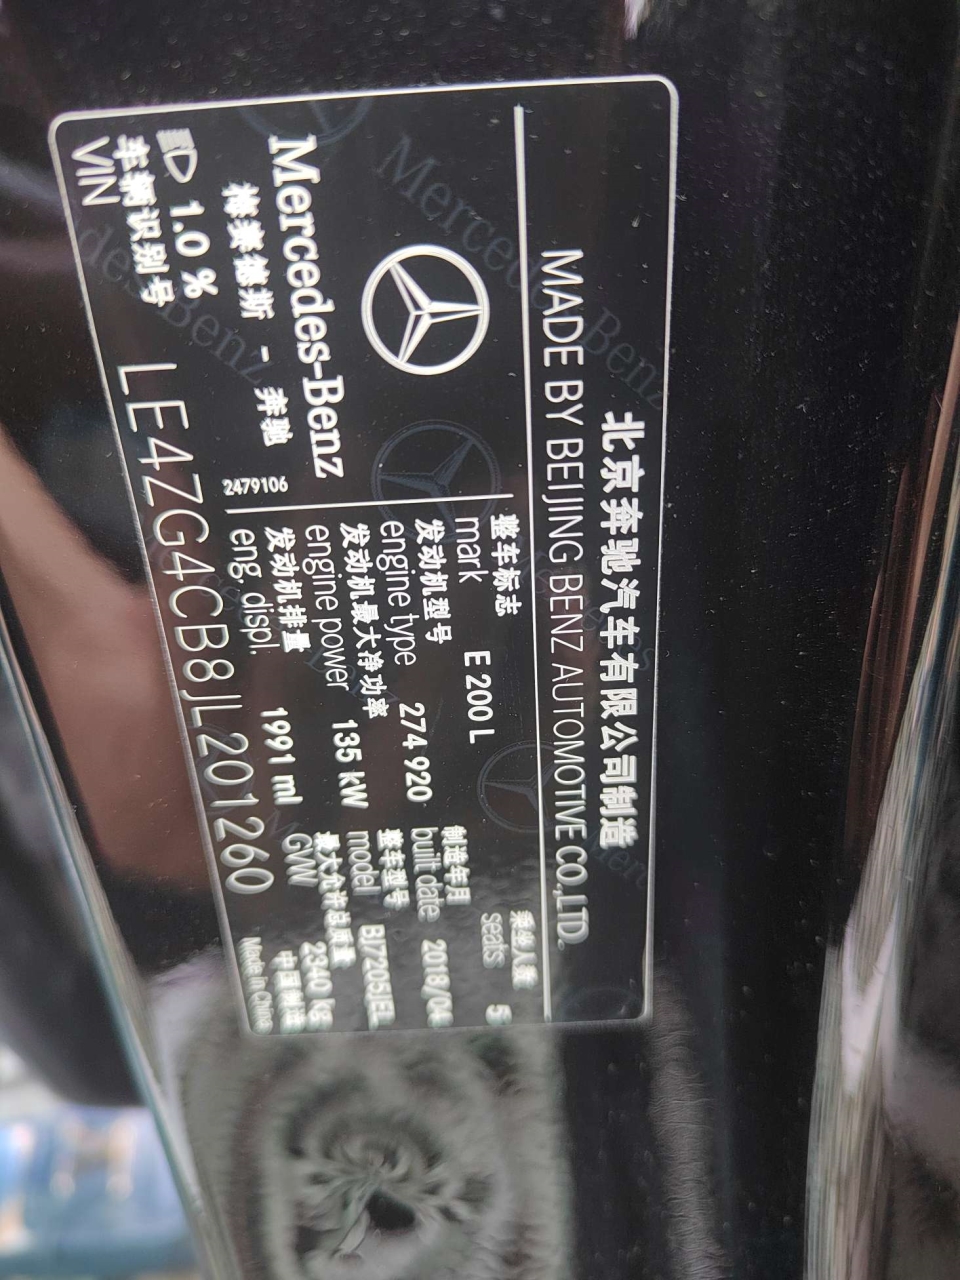 北京奔驰汽车有限公司制造
MADE BY BEIJING BENZ AUTOMOTIVE CO.,LTD.
整车标志
mark E 200 L
乘坐人数
seats 5
发动机型号
engine type 274 920
制造年月
built date 2018/04
发动机最大净功率
engine power 135 kW
整车型号
model BJ7205JEL
发动机排量
eng. displ. 1991 ml
最大允许总质量
GVW 2340 kg
Mercedes-Benz
梅赛德斯 - 奔驰
2479106
1.0 %
中国制造
Made in China
车辆识别号
VIN LE4ZG4CB8JL201260